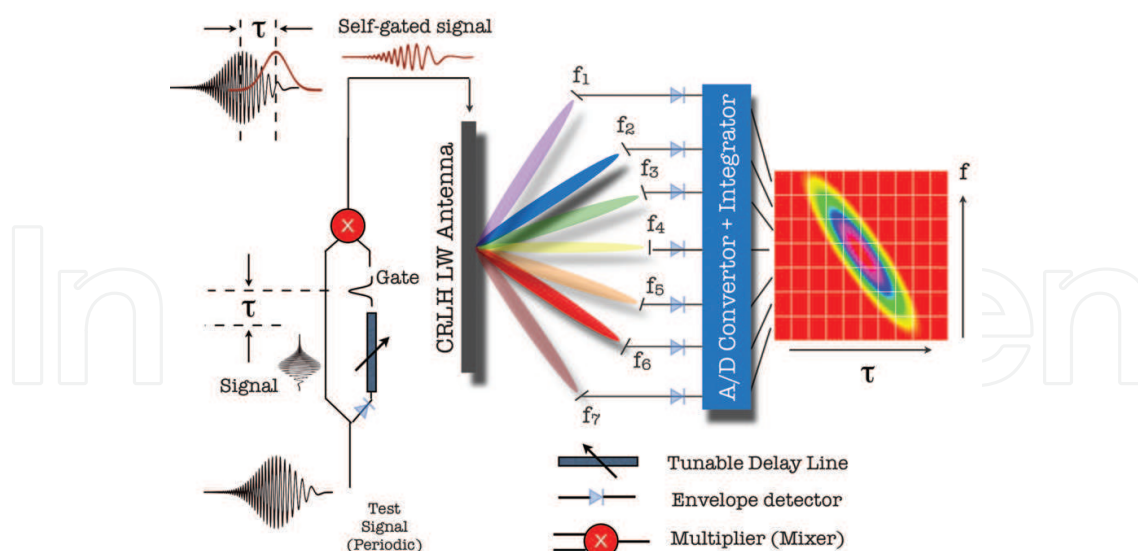 τ
Self-gated signal
f1
f2
f3
f4
f5
f6
f7
CRLH LW Antenna
A/D Convertor + Integrator
f
τ
X
Gate
τ
Signal
Test
Signal
(Periodic)
Tunable Delay Line
Envelope detector
X
Multiplier (Mixer)